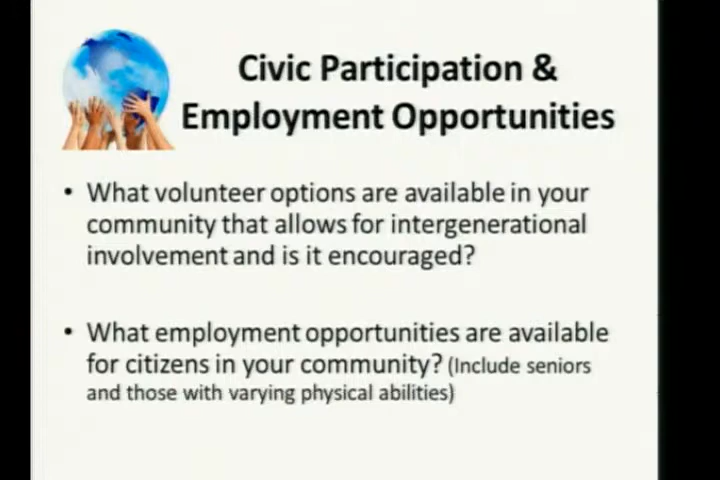 Civic Participation &
Employment Opportunities
• What volunteer options are available in your
community that allows for intergenerational
involvement and is it encouraged?
• What employment opportunities are available
for citizens in your community? (Include seniors
and those with varying physical abilities)